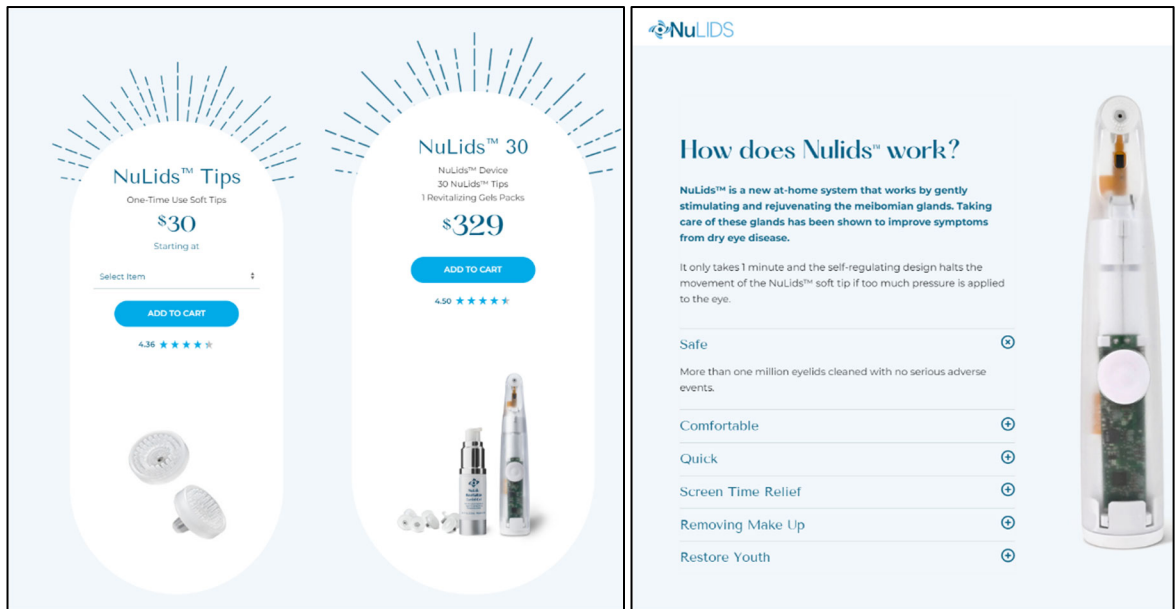 NuLids™ Tips
One-Time Use Soft Tips
$30
Starting at
Select Item
ADD TO CART
4.36
NuLids™ 30
NuLids™ Device
30 NuLids™ Tips
1 Revitalizing Gels Packs
$329
ADD TO CART
4.50
NuLIDS
How does Nulids™ work?
NuLids™ is a new at-home system that works by gently
stimulating and rejuvenating the meibomian glands. Taking
care of these glands has been shown to improve symptoms
from dry eye disease.
It only takes 1 minute and the self-regulating design halts the
movement of the NuLids™ soft tip if too much pressure is applied
to the eye.
Safe
More than one million eyelids cleaned with no serious adverse
events.
Comfortable
Quick
Screen Time Relief
Removing Make Up
Restore Youth